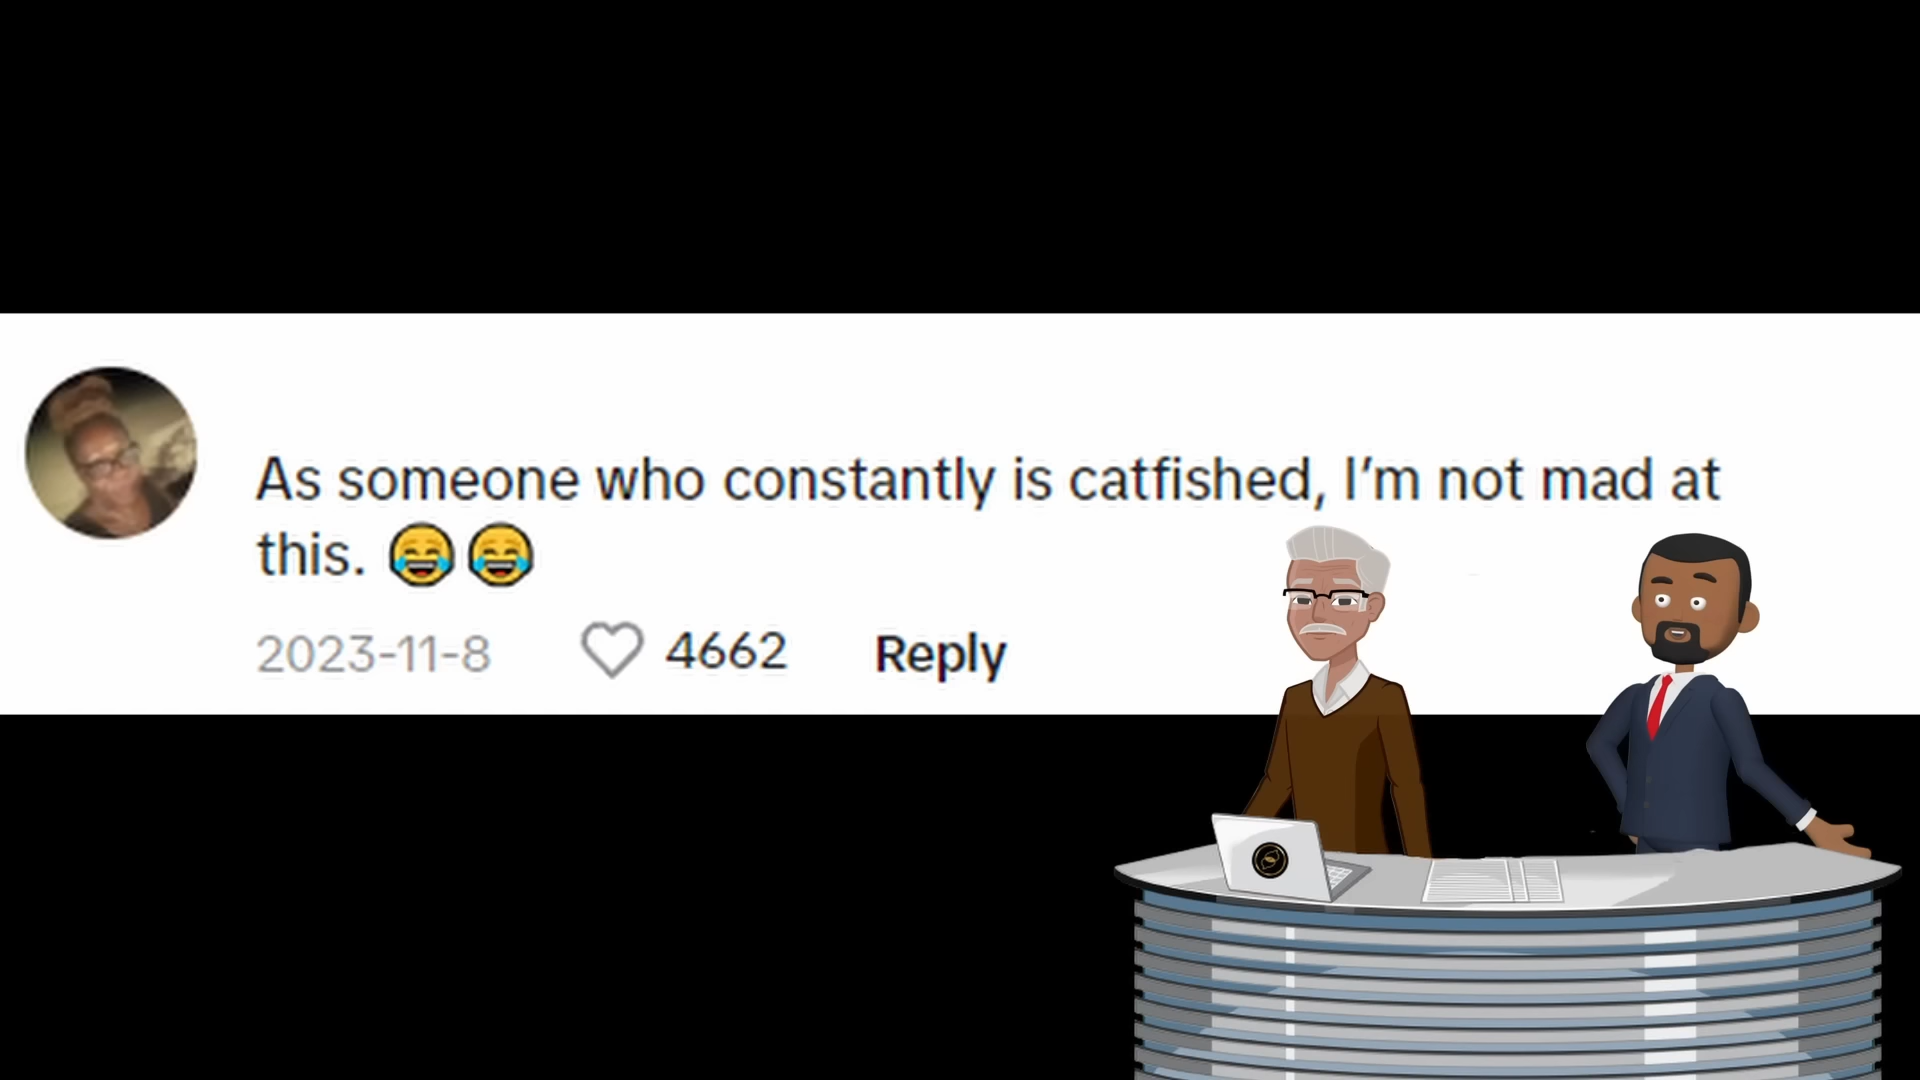 As someone who constantly is catfished, I’m not mad at
this. 😂😂
2023-11-8 4662 Reply